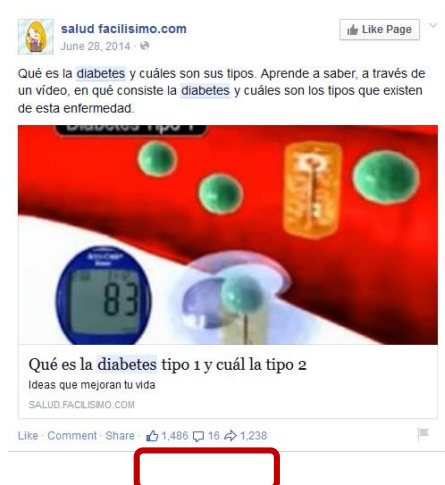 salud facilisimo.com
Like Page
June 28, 2014
Qué es la diabetes y cuáles son sus tipos. Aprende a saber, a través de
un vídeo, en qué consiste la diabetes y cuáles son los tipos que existen
de esta enfermedad.
Diabetes Tipo 1
ACCU-CHEK
83
Qué es la diabetes tipo 1 y cuál la tipo 2
Ideas que mejoran tu vida
SALUD.FACILISIMO.COM
Like · Comment · Share · 1,486 16 1,238